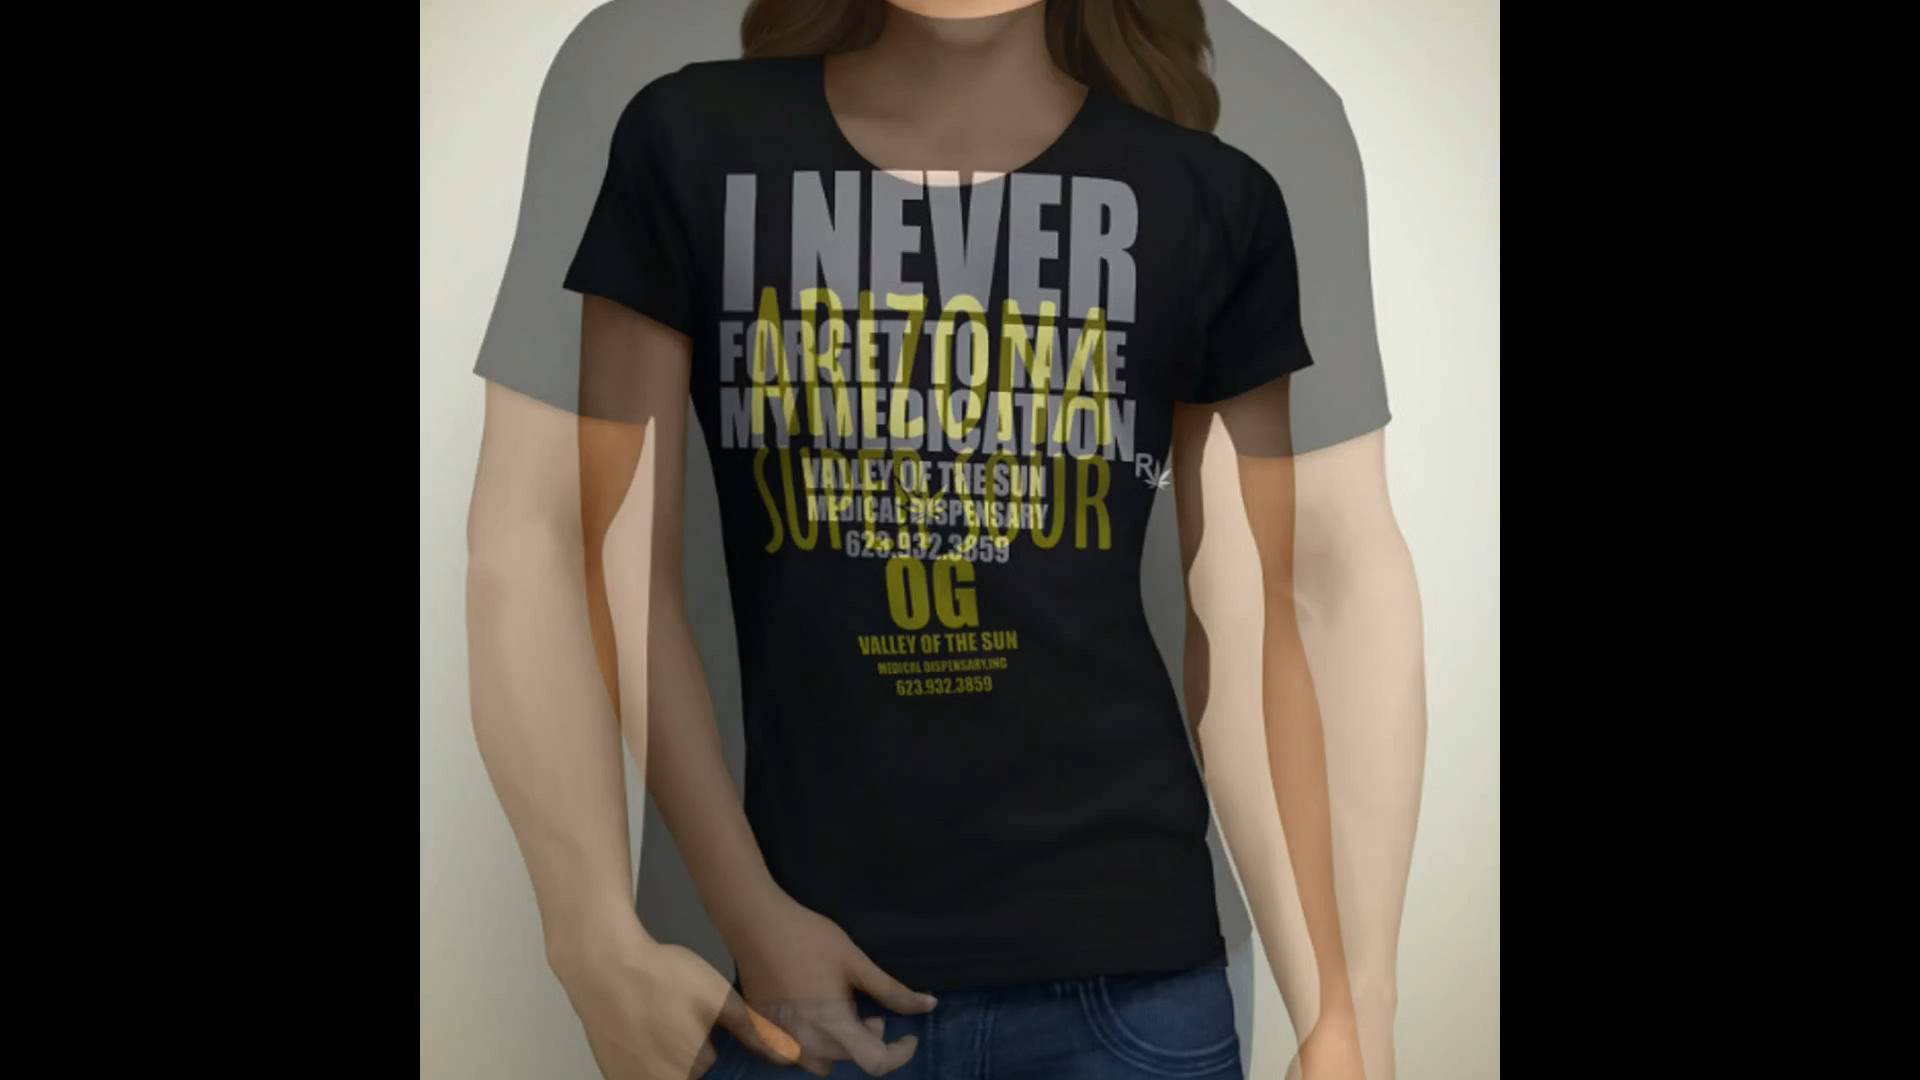 I NEVER
FORGET TO TAKE
MY MEDICATION
RX
VALLEY OF THE SUN
MEDICAL DISPENSARY
623.932.3859
ARIZONA
SUPER SOUR
OG
VALLEY OF THE SUN
MEDICAL DISPENSARY, INC
623.932.3859